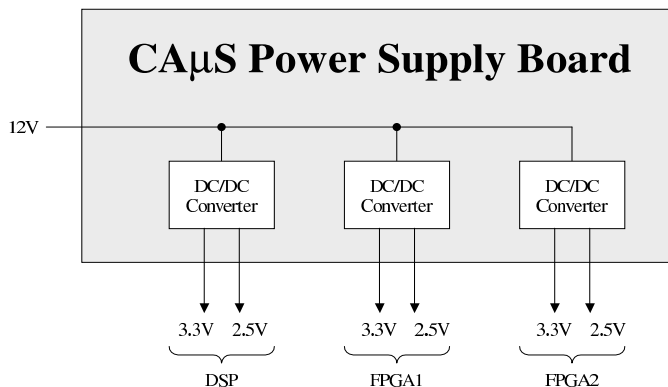 CAμS Power Supply Board
12V
DC/DC
Converter
DC/DC
Converter
DC/DC
Converter
3.3V 2.5V 3.3V 2.5V 3.3V 2.5V
DSP FPGA1 FPGA2